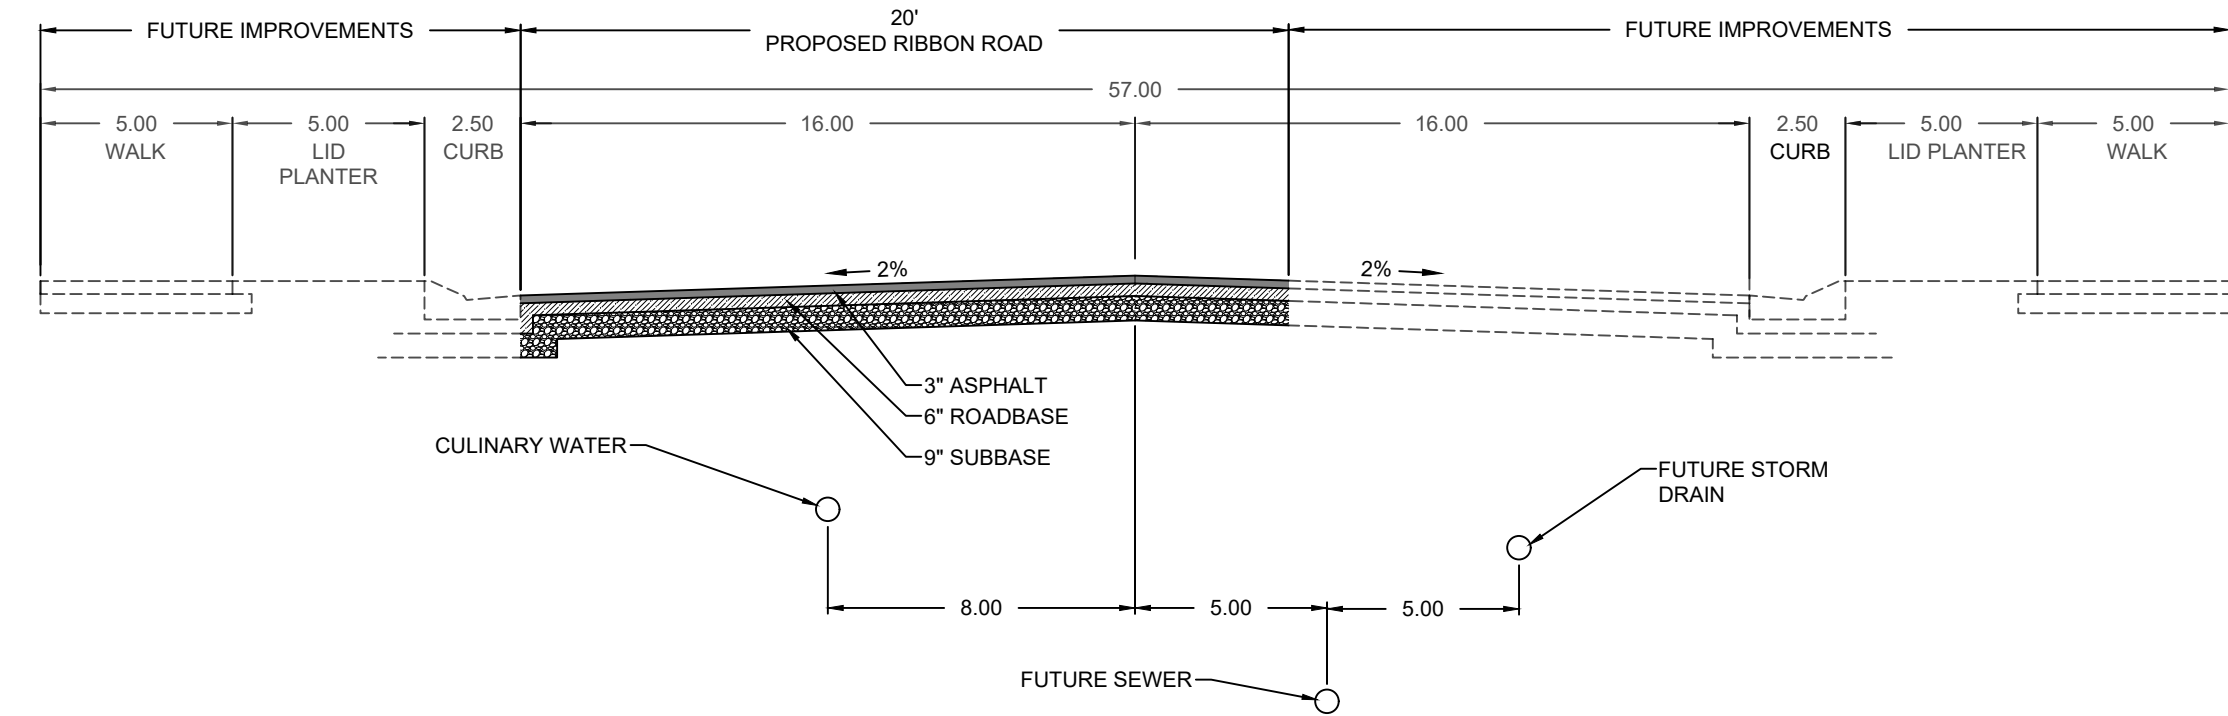 FUTURE IMPROVEMENTS
20'
PROPOSED RIBBON ROAD
FUTURE IMPROVEMENTS
57.00
5.00
WALK
5.00
LID
PLANTER
2.50
CURB
16.00
16.00
2.50
CURB
5.00
LID PLANTER
5.00
WALK
2%
2%
3" ASPHALT
6" ROADBASE
9" SUBBASE
CULINARY WATER
FUTURE STORM
DRAIN
8.00
5.00
5.00
FUTURE SEWER